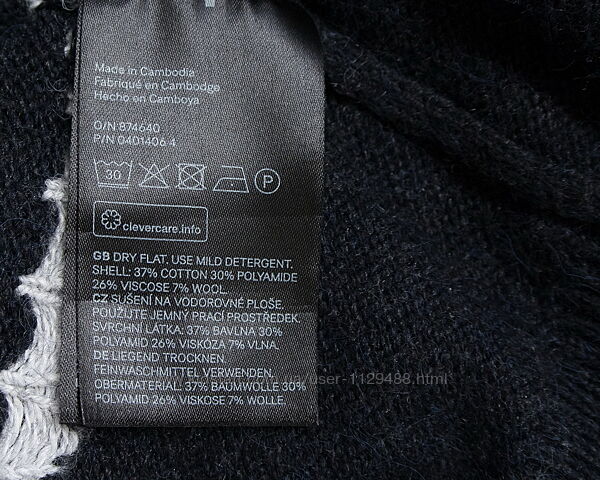 Made in Cambodia
Fabriqué en Cambodge
Hecho en Camboya
O/N 874640
P/N 0401406 4
30 P
clevercare.info
GB DRY FLAT. USE MILD DETERGENT.
SHELL: 37% COTTON 30% POLYAMIDE
26% VISCOSE 7% WOOL.
CZ SUŠENÍ NA VODOROVNÉ PLOŠE.
POUŽIJTE JEMNÝ PRACÍ PROSTŘEDEK.
SVRCHNÍ LÁTKA: 37% BAVLNA 30%
POLYAMID 26% VISKÓZA 7% VLNA.
DE LIEGEND TROCKNEN.
FEINWASCHMITTEL VERWENDEN.
OBERMATERIAL: 37% BAUMWOLLE 30%
POLYAMID 26% VISKOSE 7% WOLLE.
user-1129488.html